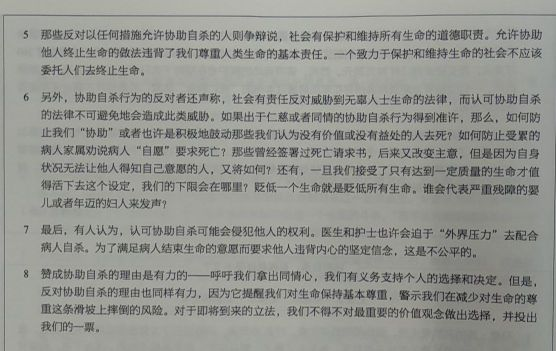 5 那些反对以任何措施允许协助自杀的人则争辩说，社会有保护和维持所有生命的道德职责。允许协助
他人终止生命的做法违背了我们尊重人类生命的基本责任。一个致力于保护和维持生命的社会不应该
委托人们去终止生命。
6 另外，协助自杀行为的反对者还声称，社会有责任反对威胁到无辜人士生命的法律，而认可协助自杀
的法律不可避免地会造成此类威胁。如果出于仁慈或者同情的协助自杀行为得到准许，那么，如何防
止我们“协助”或者也许是积极地鼓动那些我们认为没有价值或没有益处的人去死？如何防止受累的
病人家属劝说病人“自愿”要求死亡？那些曾经签署过死亡请求书，后来又改变主意，但是因为自身
状况无法让他人得知自己意愿的人，又将如何？还有，一旦我们接受了只有达到一定质量的生命才值
得活下去这个设定，我们的下限会在哪里？贬低一个生命就是贬低所有生命。谁会代表严重残障的婴
儿或者年迈的妇人来发声？
7 最后，有人认为，认可协助自杀可能会侵犯他人的权利。医生和护士也许会迫于“外界压力”去配合
病人自杀。为了满足病人结束生命的意愿而要求他人违背内心的坚定信念，这是不公平的。
8 赞成协助自杀的理由是有力的——呼吁我们拿出同情心，我们有义务支持个人的选择和决定。但是，
反对协助自杀的理由也同样有力，因为它提醒我们对生命保持基本尊重，警示我们在减少对生命的尊
重这条滑坡上摔倒的风险。对于即将到来的立法，我们不得不对最重要的价值观念做出选择，并投出
我们的一票。